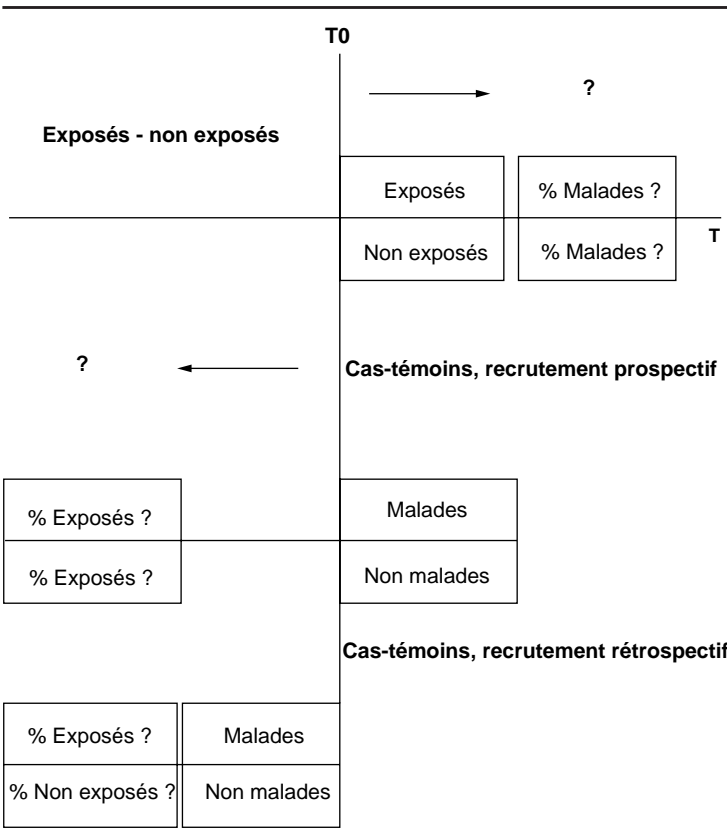 T0
?
Exposés - non exposés
Exposés
% Malades ?
T
Non exposés
% Malades ?
?
Cas-témoins, recrutement prospectif
% Exposés ?
Malades
% Exposés ?
Non malades
Cas-témoins, recrutement rétrospectif
% Exposés ?
Malades
% Non exposés ?
Non malades